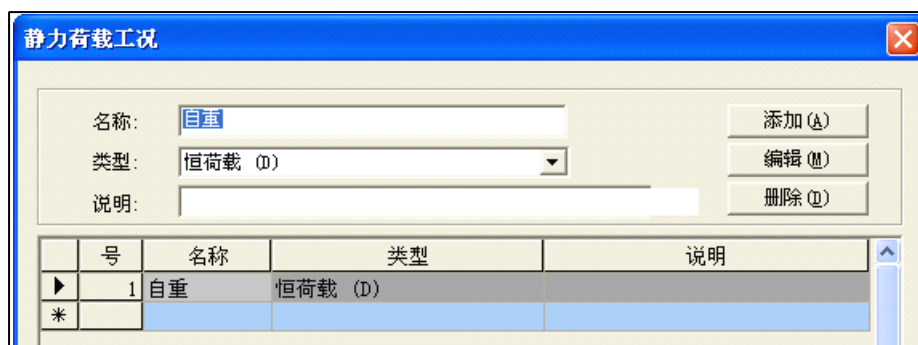 静力荷载工况
名称: 自重 添加(A)
类型: 恒荷载 (D) 编辑(M)
说明: 删除(D)
号 名称 类型 说明
1 自重 恒荷载 (D)